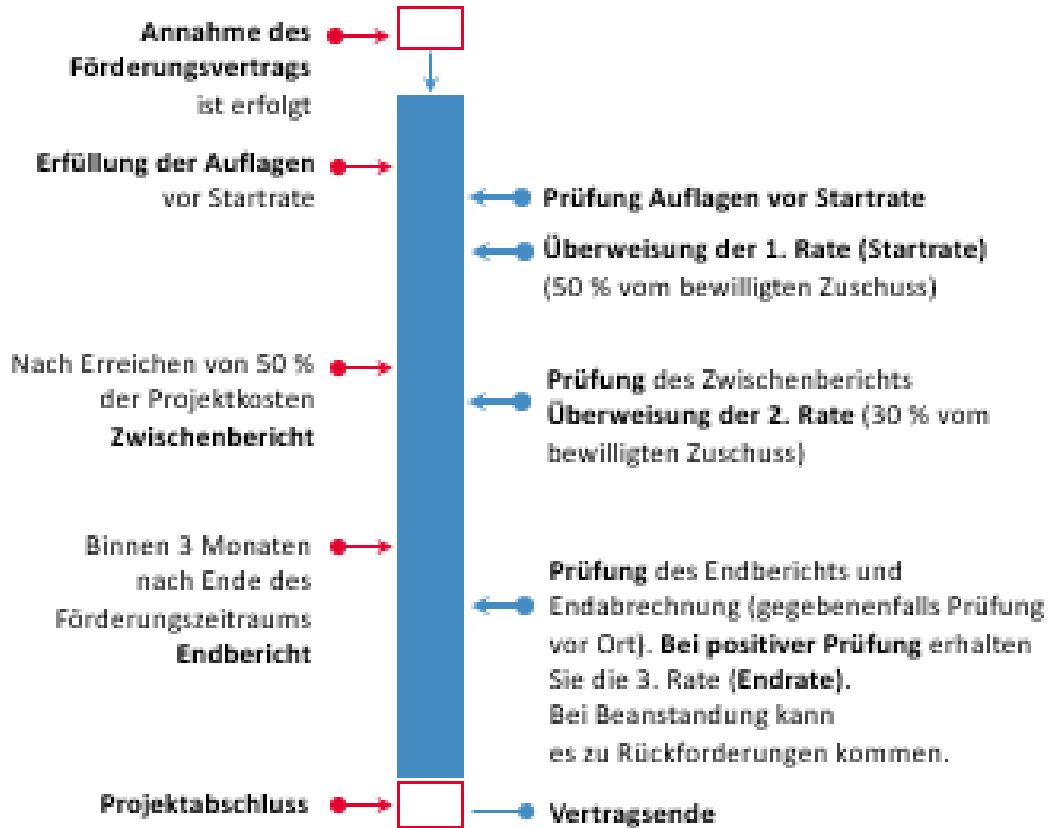 Annahme des
Förderungsvertrags
ist erfolgt
Erfüllung der Auflagen
vor Startrate
Prüfung Auflagen vor Startrate
Überweisung der 1. Rate (Startrate)
(50 % vom bewilligten Zuschuss)
Nach Erreichen von 50 %
der Projektkosten
Zwischenbericht
Prüfung des Zwischenberichts
Überweisung der 2. Rate (30 % vom
bewilligten Zuschuss)
Binnen 3 Monaten
nach Ende des
Förderungszeitraums
Endbericht
Prüfung des Endberichts und
Endabrechnung (gegebenenfalls Prüfung
vor Ort). Bei positiver Prüfung erhalten
Sie die 3. Rate (Endrate).
Bei Beanstandung kann
es zu Rückforderungen kommen.
Projektabschluss
Vertragsende